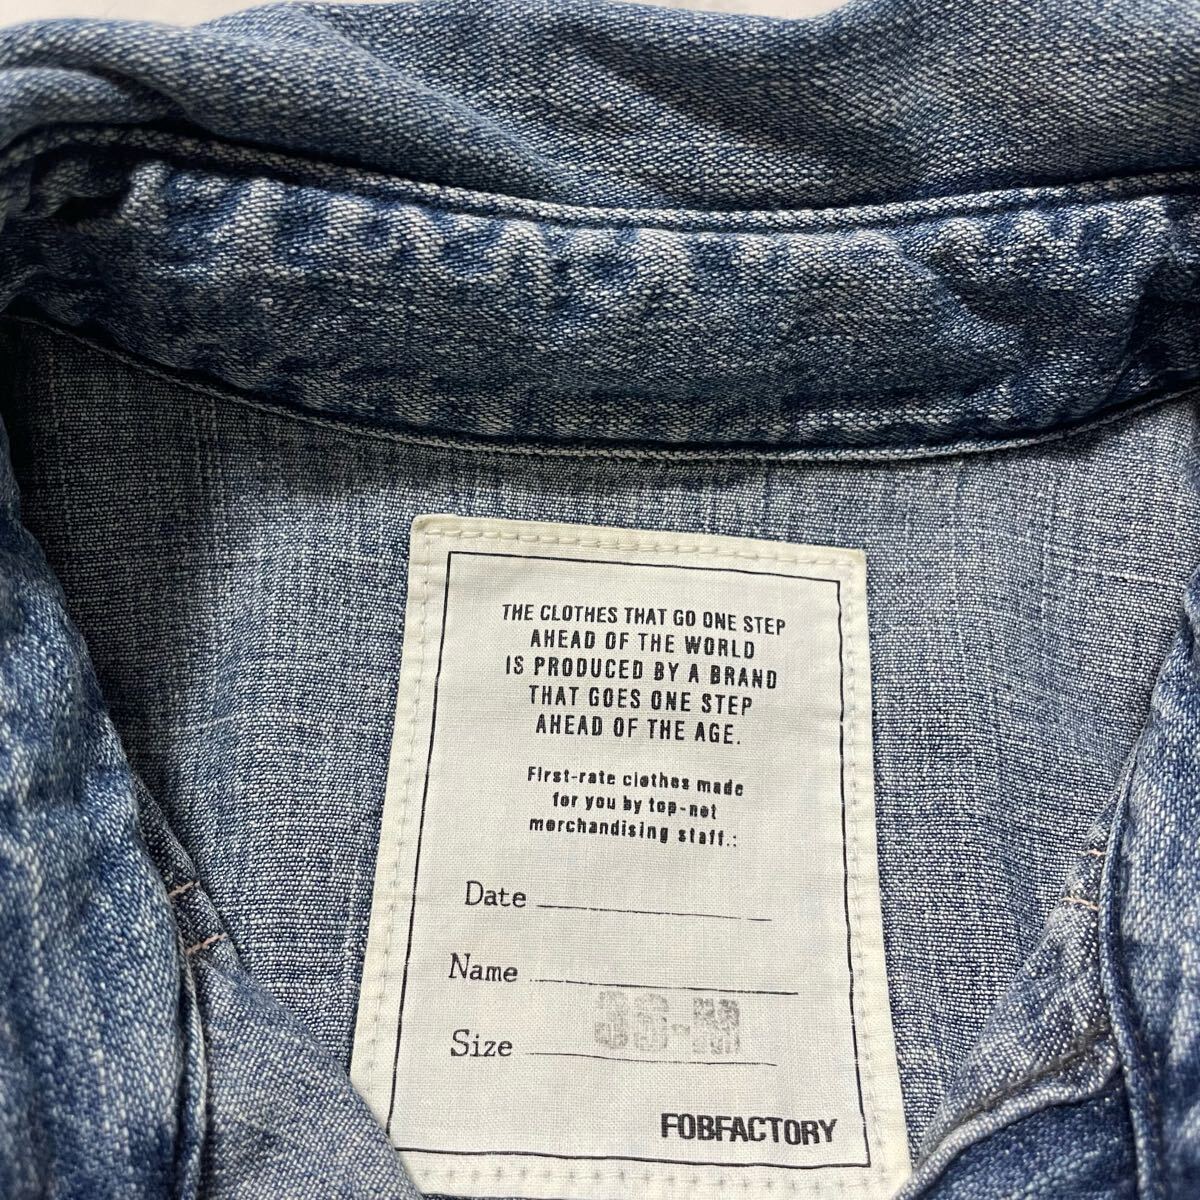 THE CLOTHES THAT GO ONE STEP
AHEAD OF THE WORLD
IS PRODUCED BY A BRAND
THAT GOES ONE STEP
AHEAD OF THE AGE.
First-rate clothes made
for you by top-not
merchandising staff.:
Date
Name
Size
FOBFACTORY